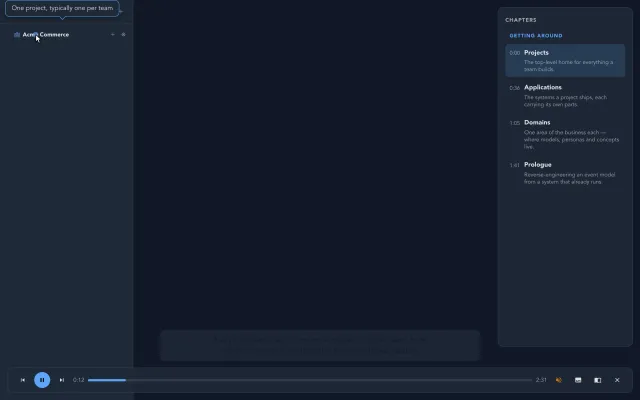 One project, typically one per team
Acme Commerce
CHAPTERS
GETTING AROUND
0:00 Projects
The top-level home for everything a team builds.
0:36 Applications
The systems a project ships, each carrying its own parts.
1:05 Domains
One area of the business each — where models, personas and concepts live.
1:41 Prologue
Reverse-engineering an event model from a system that already runs.
0:12
2:31